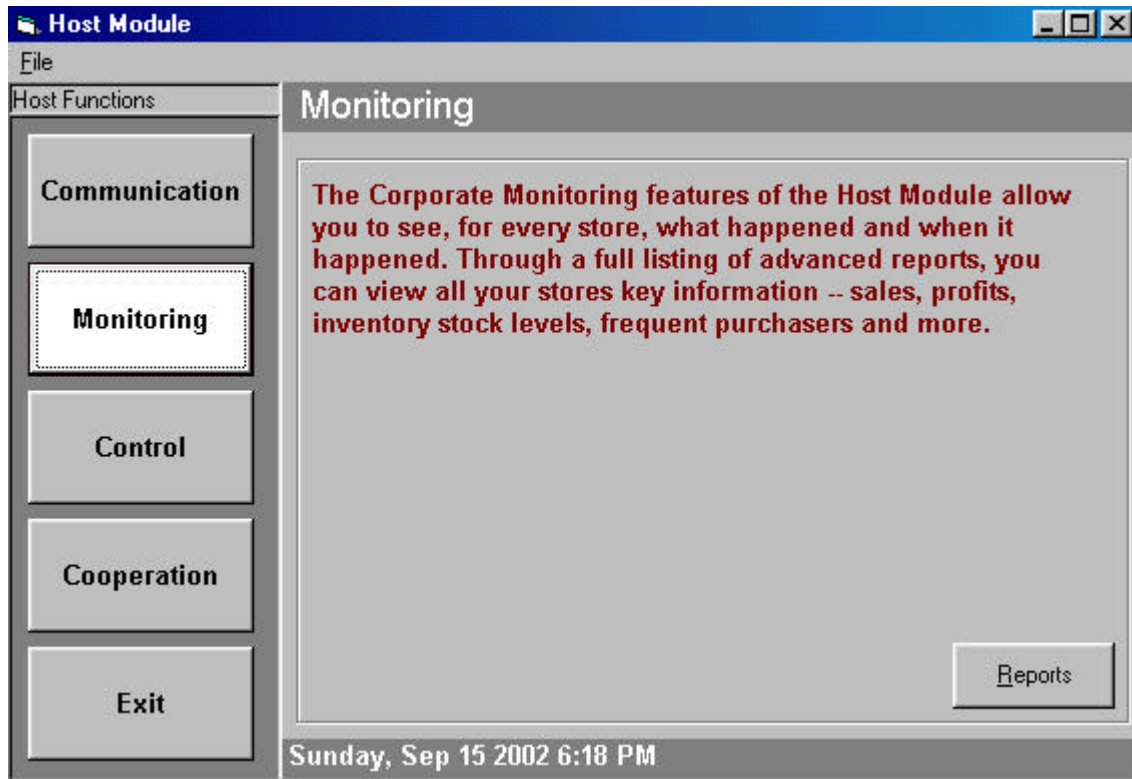 Host Module
File
Host Functions
Monitoring
Communication
Monitoring
Control
Cooperation
Exit
The Corporate Monitoring features of the Host Module allow
you to see, for every store, what happened and when it
happened. Through a full listing of advanced reports, you
can view all your stores key information -- sales, profits,
inventory stock levels, frequent purchasers and more.
Reports
Sunday, Sep 15 2002 6:18 PM